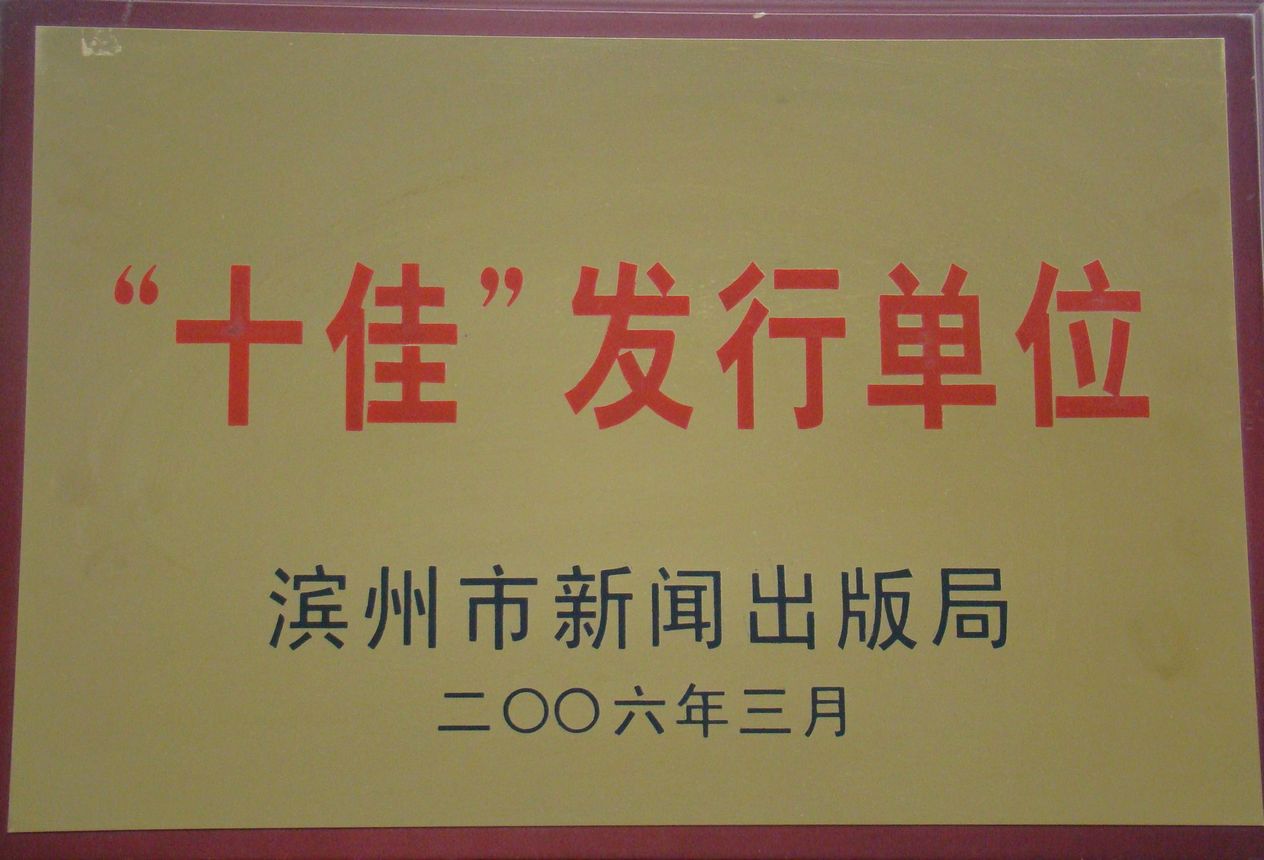 “十佳”发行单位
滨州市新闻出版局
二〇〇六年三月